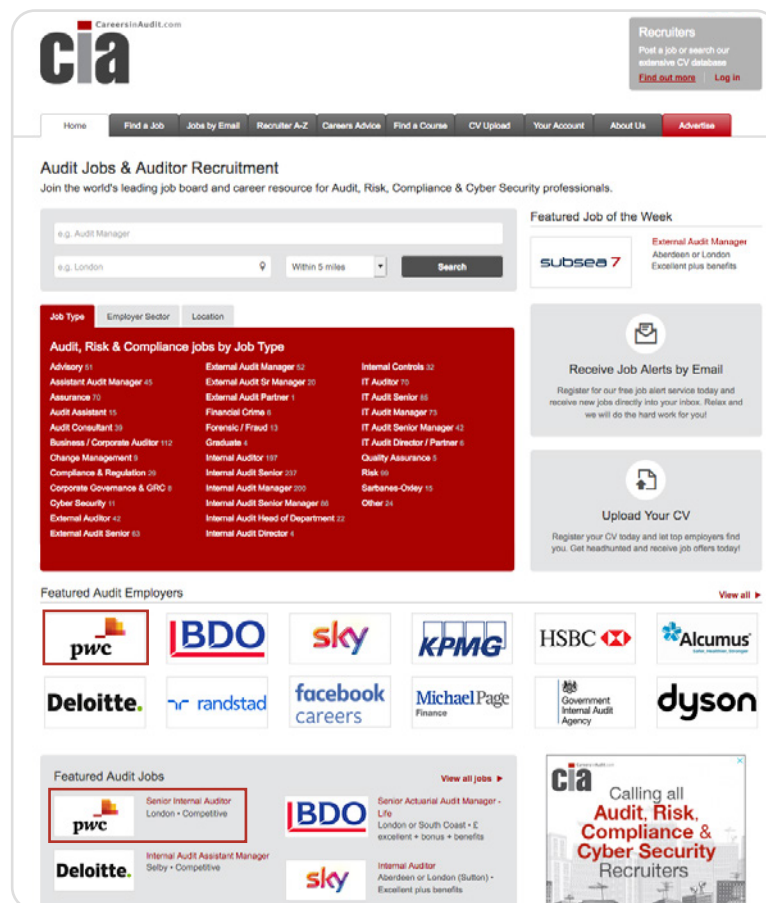 CareersinAudit.com
cia
Recruiters
Post a job or search our
extensive CV database
Find out more Log in
Home Find a Job Jobs by Email Recruiter A-Z Careers Advice Find a Course CV Upload Your Account About Us Advertise
Audit Jobs & Auditor Recruitment
Join the world's leading job board and career resource for Audit, Risk, Compliance & Cyber Security professionals.
e.g. Audit Manager
e.g. London Within 5 miles Search
Featured Job of the Week
subsea 7
External Audit Manager
Aberdeen or London
Excellent plus benefits
Job Type Employer Sector Location
Audit, Risk & Compliance jobs by Job Type
Advisory 51
Assistant Audit Manager 45
Assurance 70
Audit Assistant 15
Audit Consultant 39
Business / Corporate Auditor 112
Change Management 9
Compliance & Regulation 26
Corporate Governance & GRC 8
Cyber Security 11
External Auditor 42
External Audit Senior 63
External Audit Manager 52
External Audit Sr Manager 20
External Audit Partner 1
Financial Crime 6
Forensic / Fraud 13
Graduate 4
Internal Auditor 197
Internal Audit Senior 237
Internal Audit Manager 200
Internal Audit Senior Manager 66
Internal Audit Head of Department 22
Internal Audit Director 4
Internal Controls 32
IT Auditor 70
IT Audit Senior 85
IT Audit Manager 75
IT Audit Senior Manager 42
IT Audit Director / Partner 6
Quality Assurance 5
Risk 99
Sarbanes-Oxley 15
Other 24
Receive Job Alerts by Email
Register for our free job alert service today and
receive new jobs directly into your inbox. Relax and
we will do the hard work for you!
Upload Your CV
Register your CV today and let top employers find
you. Get headhunted and receive job offers today!
Featured Audit Employers
View all
pwc
BDO
sky
KPMG
HSBC
Alcumus
Safer, Healthier, Stronger
Deloitte.
randstad
facebook
careers
Michael Page
Finance
Government
Internal Audit
Agency
dyson
Featured Audit Jobs
View all jobs
pwc
Senior Internal Auditor
London • Competitive
BDO
Senior Actuarial Audit Manager -
Life
London or South Coast • £
excellent + bonus + benefits
Deloitte.
Internal Audit Assistant Manager
Selby • Competitive
sky
Internal Auditor
Aberdeen or London (Sutton) •
Excellent plus benefits
cia
Calling all
Audit, Risk,
Compliance &
Cyber Security
Recruiters